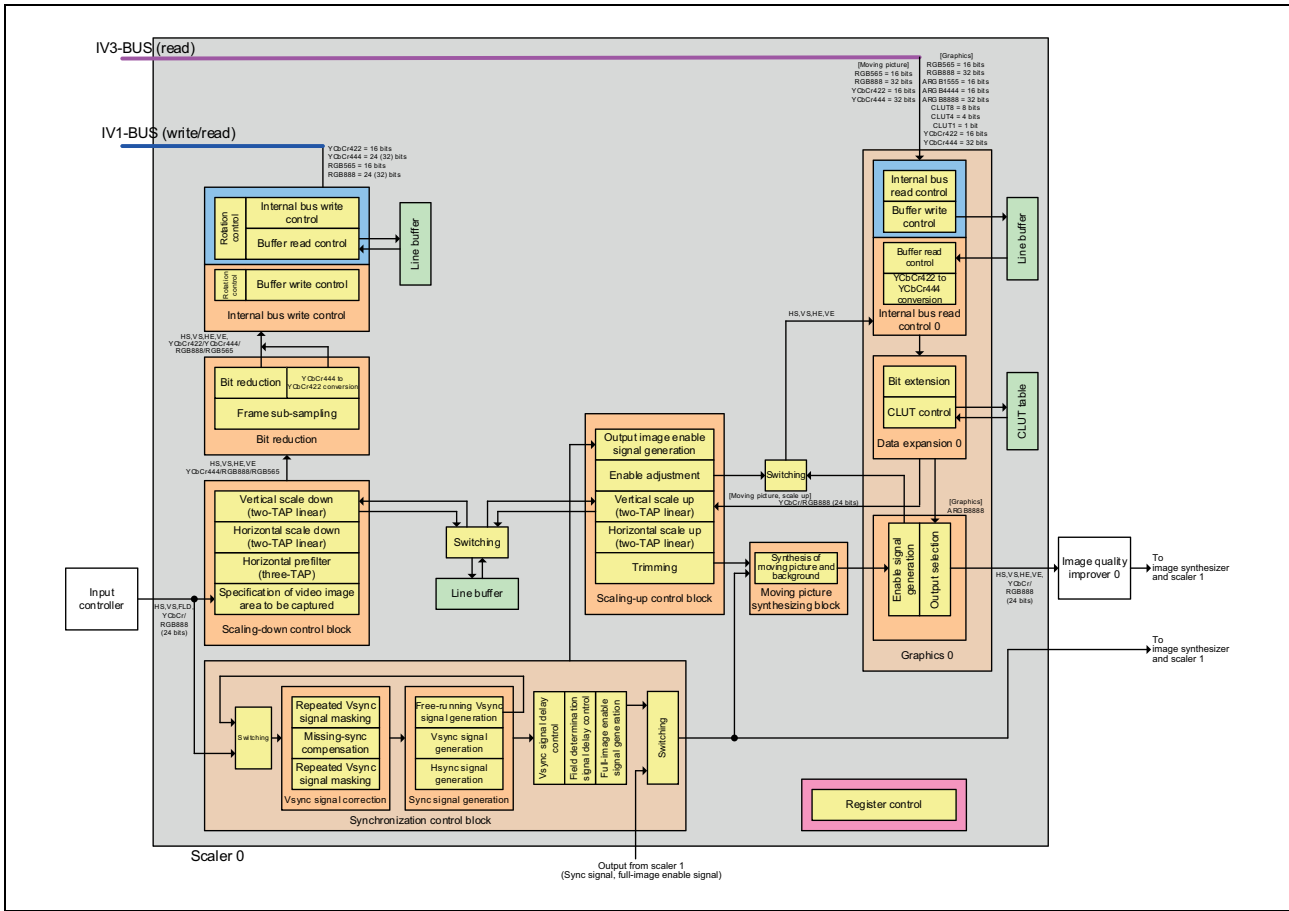 IV3-BUS (read)
[Moving picture]
RGB565 = 16 bits
RGB888 = 32 bits
YCbCr422 = 16 bits
YCbCr444 = 32 bits
[Graphics]
RGB565 = 16 bits
RGB888 = 32 bits
ARGB1555 = 16 bits
ARGB4444 = 16 bits
ARGB8888 = 32 bits
CLUT8 = 8 bits
CLUT4 = 4 bits
CLUT1 = 1 bit
YCbCr422 = 16 bits
YCbCr444 = 32 bits
IV1-BUS (write/read)
YCbCr422 = 16 bits
YCbCr444 = 24 (32) bits
RGB565 = 16 bits
RGB888 = 24 (32) bits
Rotation
control
Internal bus write
control
Buffer read control
Line buffer
Rotation
control
Buffer write control
Internal bus write control
HS,VS,HE,VE,
YCbCr422/YCbCr444/
RGB888/RGB565
Bit reduction
YCbCr444 to
YCbCr422 conversion
Frame sub-sampling
Bit reduction
HS,VS,HE,VE
YCbCr444/RGB888/RGB565
Vertical scale down
(two-TAP linear)
Horizontal scale down
(two-TAP linear)
Horizontal prefilter
(three-TAP)
Specification of video image
area to be captured
Scaling-down control block
Input
controller
HS,VS,FLD,
YCbCr/
RGB888
(24 bits)
Switching
Line buffer
Output image enable
signal generation
Enable adjustment
Vertical scale up
(two-TAP linear)
Horizontal scale up
(two-TAP linear)
Trimming
Scaling-up control block
Switching
HS,VS,HE,VE
[Moving picture, scale up]
YCbCr/RGB888 (24 bits)
Synthesis of
moving picture and
background
Moving picture
synthesizing block
Internal bus
read control
Buffer write
control
Line buffer
Buffer read
control
YCbCr422 to
YCbCr444
conversion
Internal bus read
control 0
Bit extension
CLUT control
CLUT table
Data expansion 0
[Graphics]
ARGB8888
Enable signal
generation
Output selection
Graphics 0
HS,VS,HE,VE,
YCbCr/
RGB888
(24 bits)
Image quality
improver 0
To
image synthesizer
and scaler 1
To
image synthesizer
and scaler 1
Switching
Repeated Vsync
signal masking
Missing-sync
compensation
Repeated Vsync
signal masking
Vsync signal correction
Free-running Vsync
signal generation
Vsync signal
generation
Hsync signal
generation
Sync signal generation
Vsync signal delay
control
Field determination
signal delay control
Full-image enable
signal generation
Switching
Synchronization control block
Register control
Scaler 0
Output from scaler 1
(Sync signal, full-image enable signal)